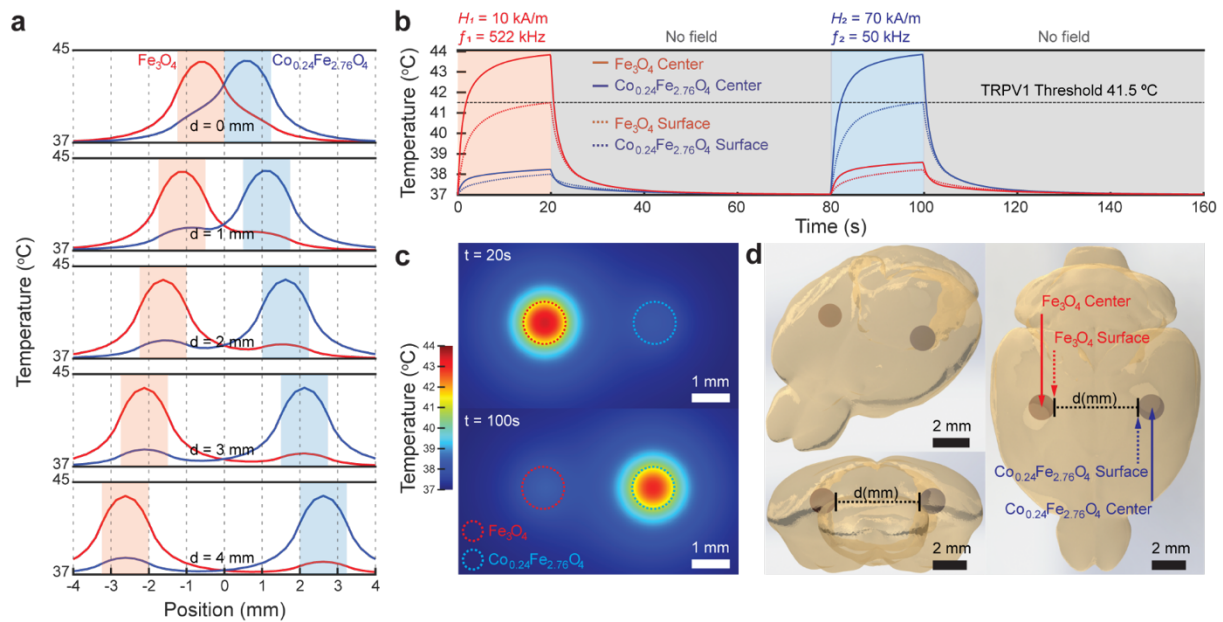 a
45
Fe₃O₄
Co₀.₂₄Fe₂.₇₆O₄
d = 0 mm
37
45
d = 1 mm
37
45
d = 2 mm
37
45
d = 3 mm
37
45
d = 4 mm
37
-4 -3 -2 -1 0 1 2 3 4
Position (mm)
Temperature (°C)
b
H₁ = 10 kA/m
f₁ = 522 kHz
No field
H₂ = 70 kA/m
f₂ = 50 kHz
No field
Temperature (°C)
44
43
42
41
40
39
38
37
Fe₃O₄ Center
Co₀.₂₄Fe₂.₇₆O₄ Center
TRPV1 Threshold 41.5 ºC
Fe₃O₄ Surface
Co₀.₂₄Fe₂.₇₆O₄ Surface
0 20 40 60 80 100 120 140 160
Time (s)
c
t = 20s
1 mm
t = 100s
1 mm
Fe₃O₄
Co₀.₂₄Fe₂.₇₆O₄
Temperature (°C)
44
43
42
41
40
39
38
37
d
2 mm
d(mm)
2 mm
Fe₃O₄ Center
Fe₃O₄ Surface
d(mm)
Co₀.₂₄Fe₂.₇₆O₄ Surface
Co₀.₂₄Fe₂.₇₆O₄ Center
2 mm